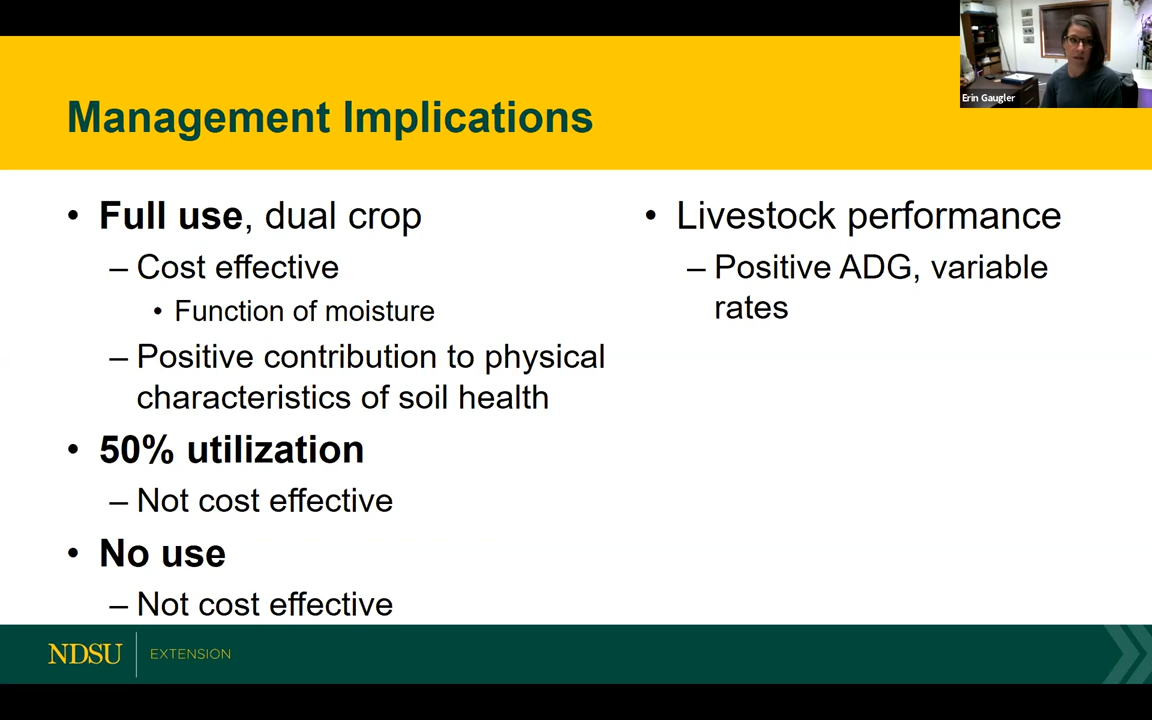 Erin Gaugler
Management Implications
• Full use, dual crop
– Cost effective
• Function of moisture
– Positive contribution to physical
characteristics of soil health
• 50% utilization
– Not cost effective
• No use
– Not cost effective
• Livestock performance
– Positive ADG, variable
rates
NDSU EXTENSION